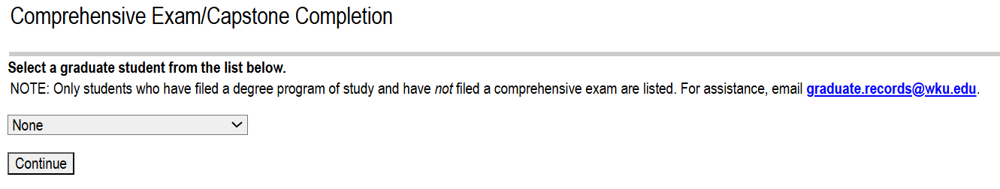 Comprehensive Exam/Capstone Completion
Select a graduate student from the list below.
NOTE: Only students who have filed a degree program of study and have not filed a comprehensive exam are listed. For assistance, email graduate.records@wku.edu.
None
Continue